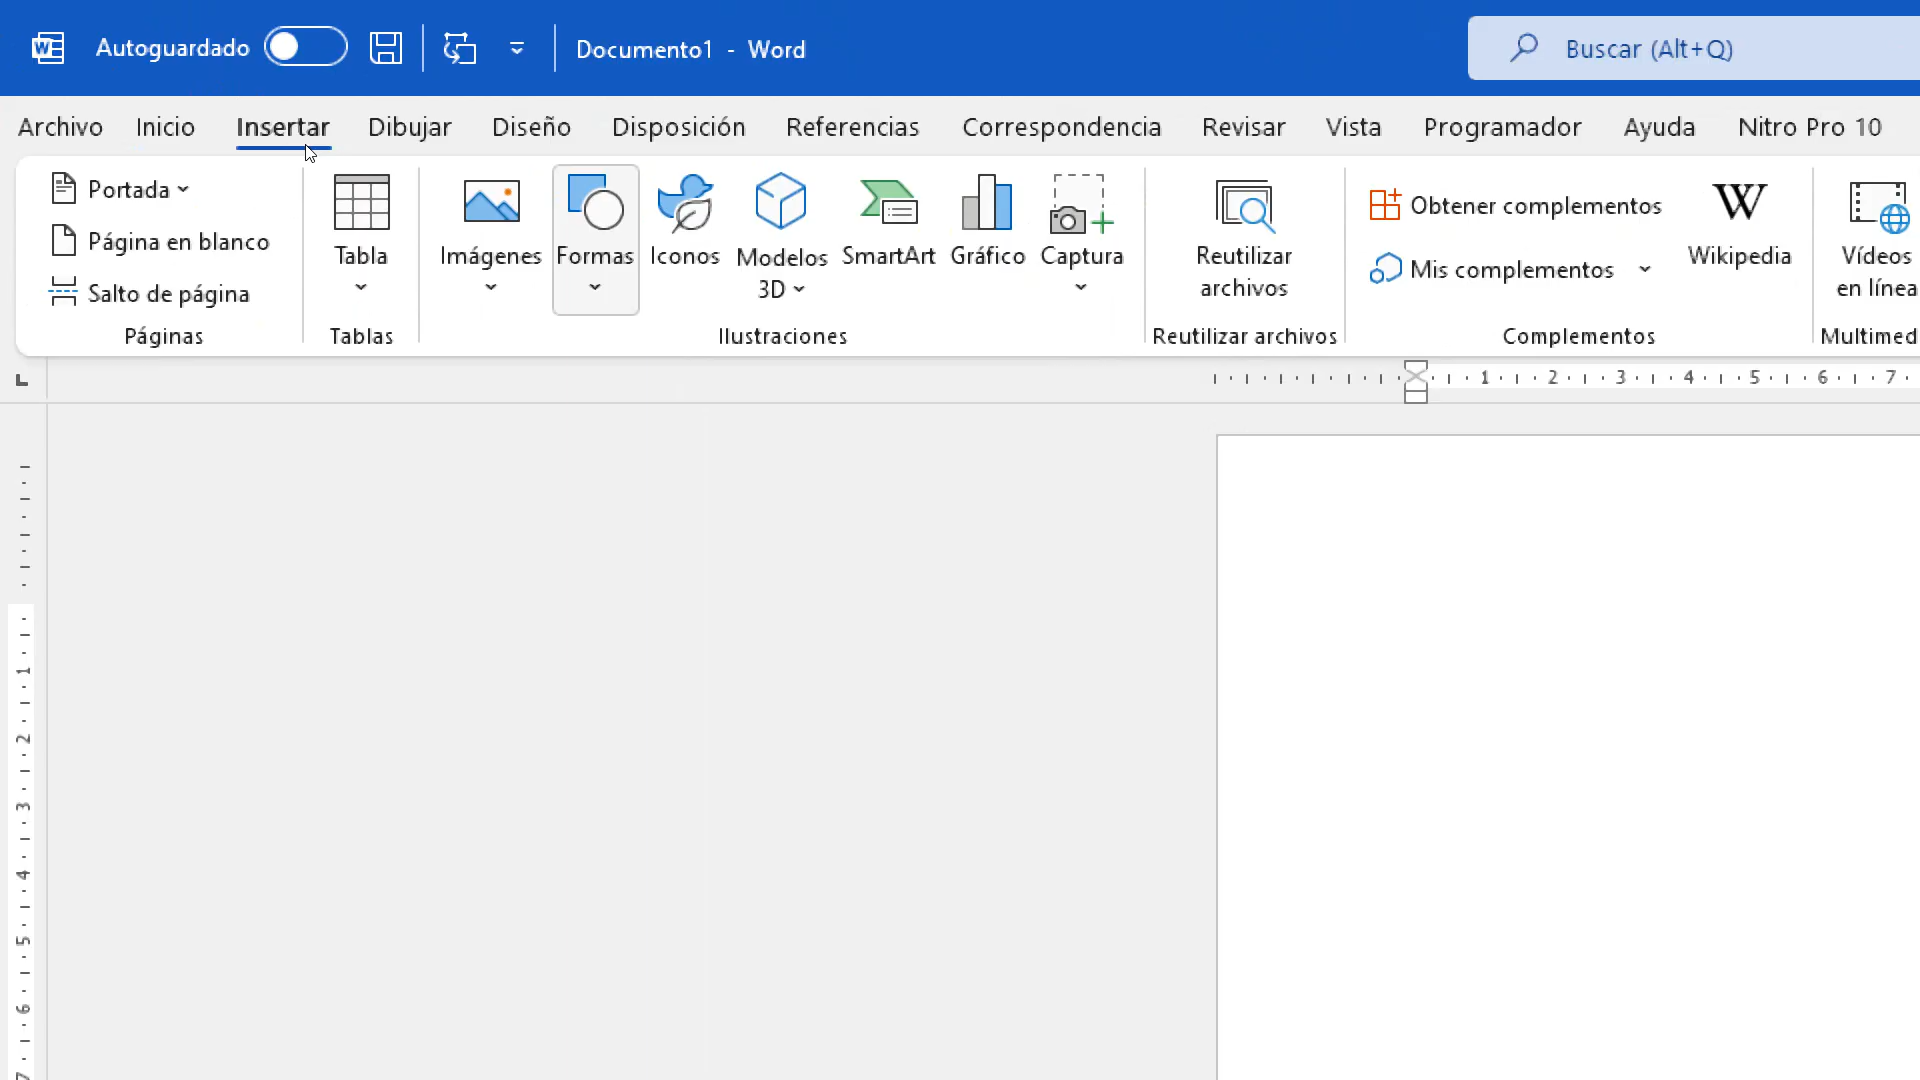 Autoguardado
Documento1 - Word
Buscar (Alt+Q)
Archivo Inicio Insertar Dibujar Diseño Disposición Referencias Correspondencia Revisar Vista Programador Ayuda Nitro Pro 10
Portada
Página en blanco
Salto de página
Páginas
Tabla
Tablas
Imágenes
Formas
Iconos
Modelos
3D
SmartArt
Gráfico
Captura
Ilustraciones
Reutilizar
archivos
Reutilizar archivos
Obtener complementos
Mis complementos
Wikipedia
Complementos
Vídeos
en línea
Multimed
1 2 3 4 5 6 7
1
2
3
4
5
6
7